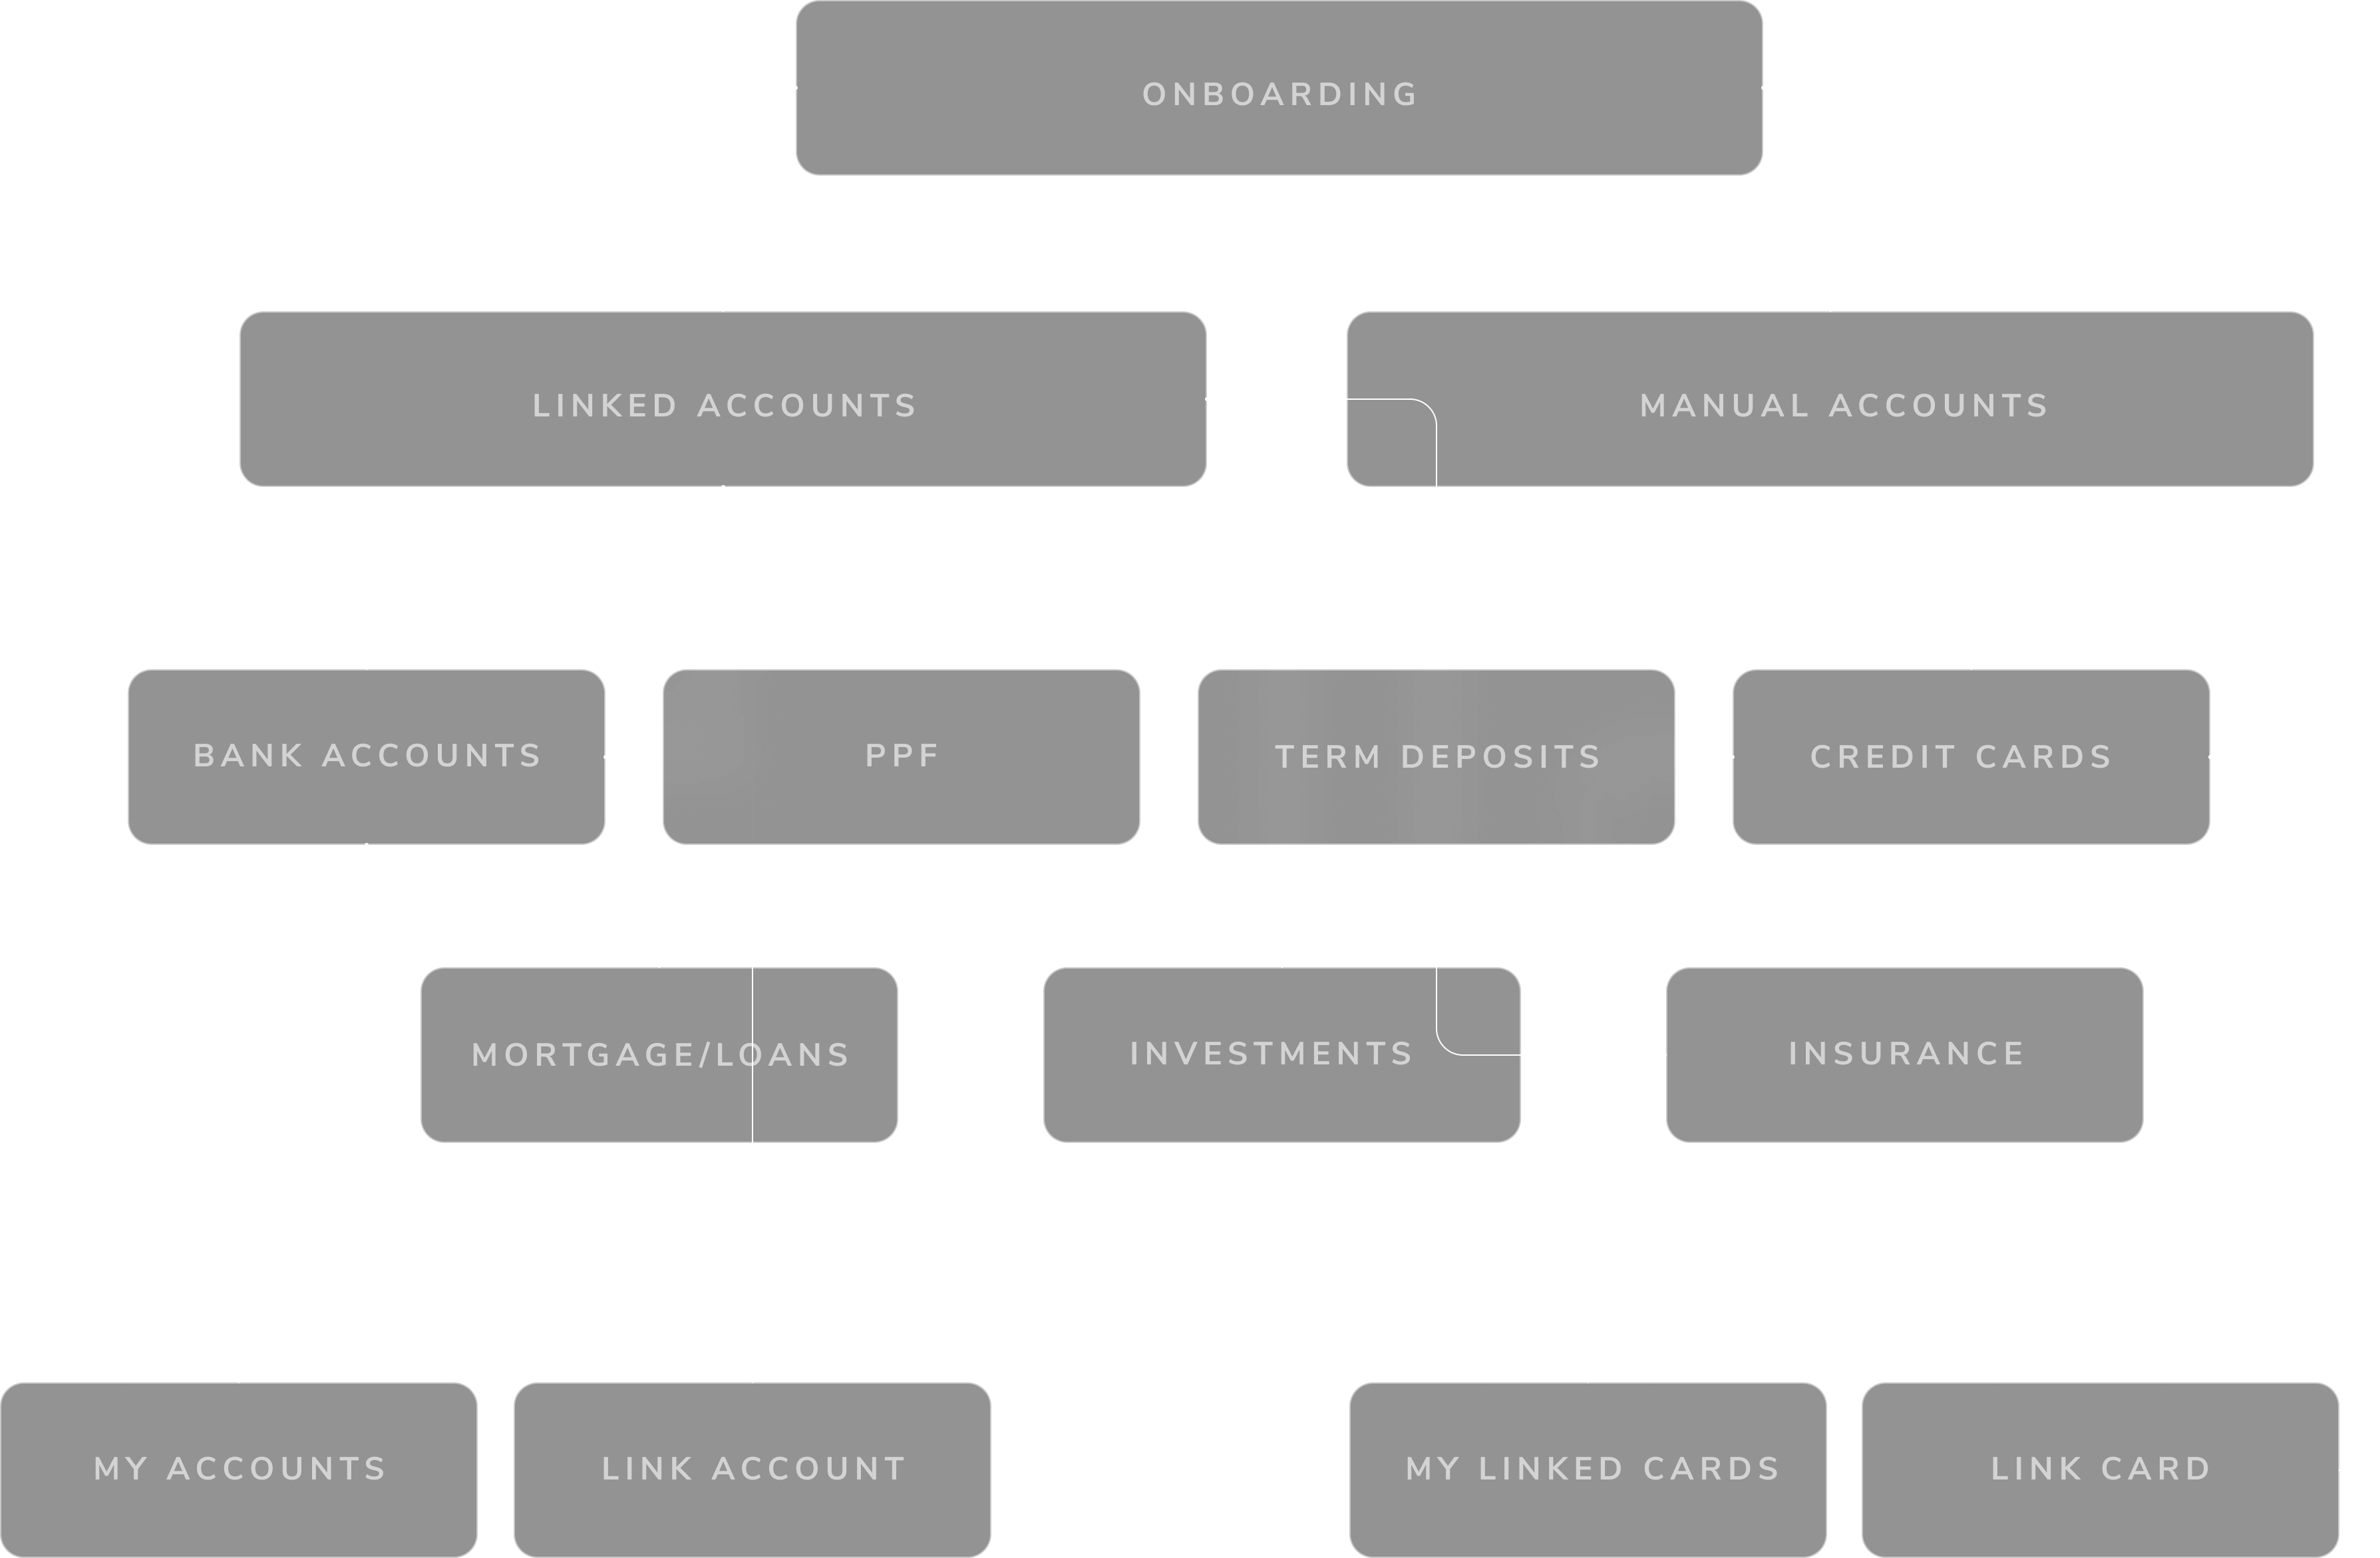 ONBOARDING
LINKED ACCOUNTS
MANUAL ACCOUNTS
BANK ACCOUNTS
PPF
TERM DEPOSITS
CREDIT CARDS
MORTGAGE/LOANS
INVESTMENTS
INSURANCE
MY ACCOUNTS
LINK ACCOUNT
MY LINKED CARDS
LINK CARD